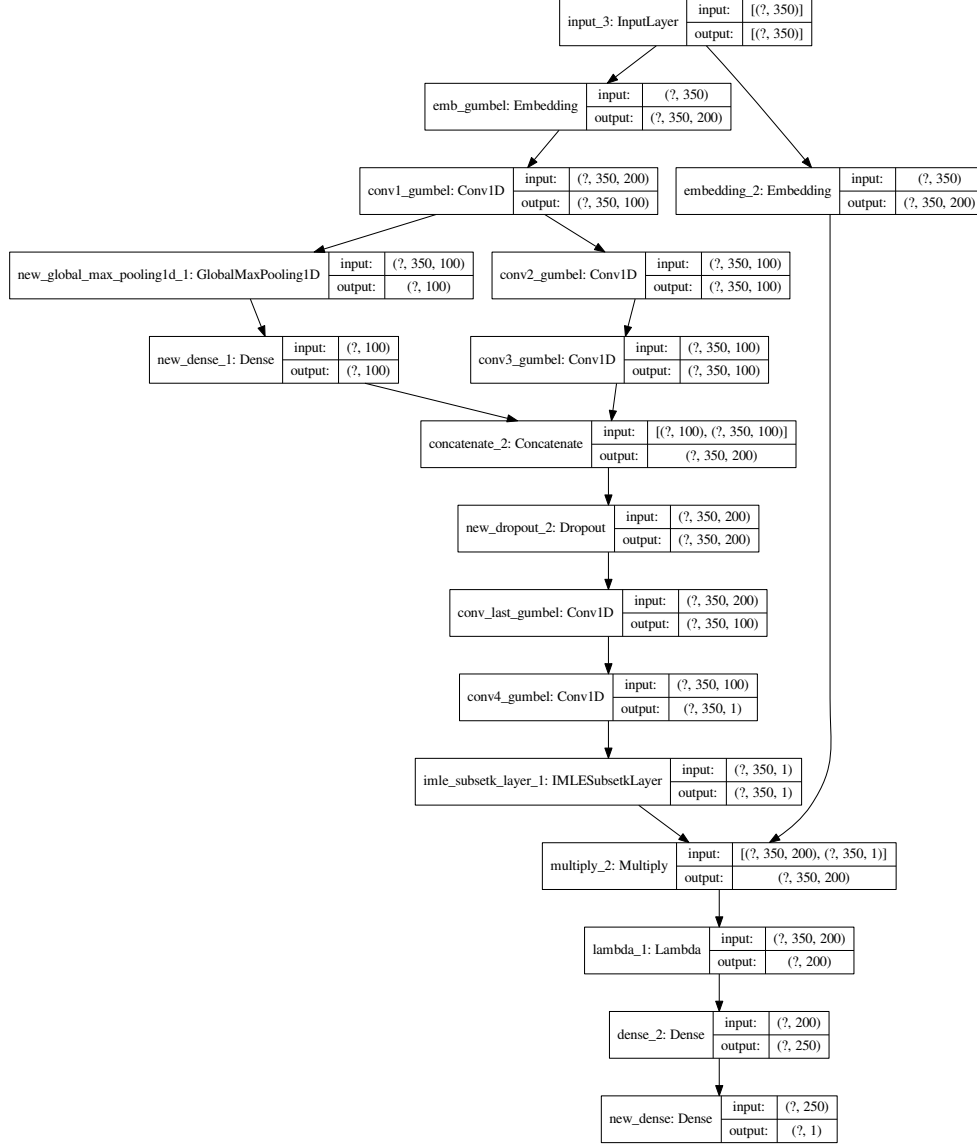 input_3: InputLayer
input: [(?, 350)]
output: [(?, 350)]
emb_gumbel: Embedding
input: (?, 350)
output: (?, 350, 200)
conv1_gumbel: Conv1D
input: (?, 350, 200)
output: (?, 350, 100)
embedding_2: Embedding
input: (?, 350)
output: (?, 350, 200)
new_global_max_pooling1d_1: GlobalMaxPooling1D
input: (?, 350, 100)
output: (?, 100)
conv2_gumbel: Conv1D
input: (?, 350, 100)
output: (?, 350, 100)
new_dense_1: Dense
input: (?, 100)
output: (?, 100)
conv3_gumbel: Conv1D
input: (?, 350, 100)
output: (?, 350, 100)
concatenate_2: Concatenate
input: [(?, 100), (?, 350, 100)]
output: (?, 350, 200)
new_dropout_2: Dropout
input: (?, 350, 200)
output: (?, 350, 200)
conv_last_gumbel: Conv1D
input: (?, 350, 200)
output: (?, 350, 100)
conv4_gumbel: Conv1D
input: (?, 350, 100)
output: (?, 350, 1)
imle_subsetk_layer_1: IMLESubsetkLayer
input: (?, 350, 1)
output: (?, 350, 1)
multiply_2: Multiply
input: [(?, 350, 200), (?, 350, 1)]
output: (?, 350, 200)
lambda_1: Lambda
input: (?, 350, 200)
output: (?, 200)
dense_2: Dense
input: (?, 200)
output: (?, 250)
new_dense: Dense
input: (?, 250)
output: (?, 1)